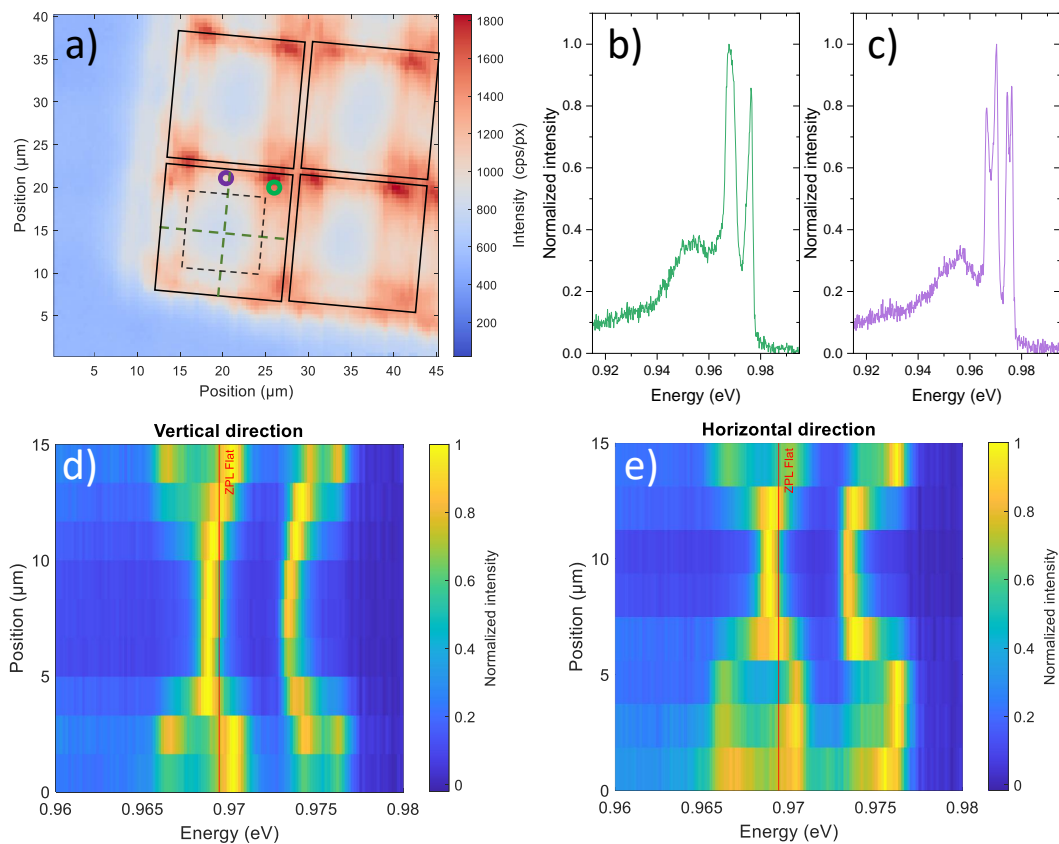 a)
40
35
30
25
20
15
10
5
5 10 15 20 25 30 35 40 45
Position (µm)
Position (µm)
1800
1600
1400
1200
1000
800
600
400
200
Intensity (cps/px)
b)
1.0
0.8
0.6
0.4
0.2
0.0
0.92 0.94 0.96 0.98
Normalized intensity
Energy (eV)
c)
1.0
0.8
0.6
0.4
0.2
0.0
0.92 0.94 0.96 0.98
Normalized intensity
Energy (eV)
Vertical direction
d)
ZPL Flat
15
10
5
0
0.96 0.965 0.97 0.975 0.98
Position (µm)
Energy (eV)
1
0.8
0.6
0.4
0.2
0
Normalized intensity
Horizontal direction
e)
ZPL Flat
15
10
5
0
0.96 0.965 0.97 0.975 0.98
Position (µm)
Energy (eV)
1
0.8
0.6
0.4
0.2
0
Normalized intensity